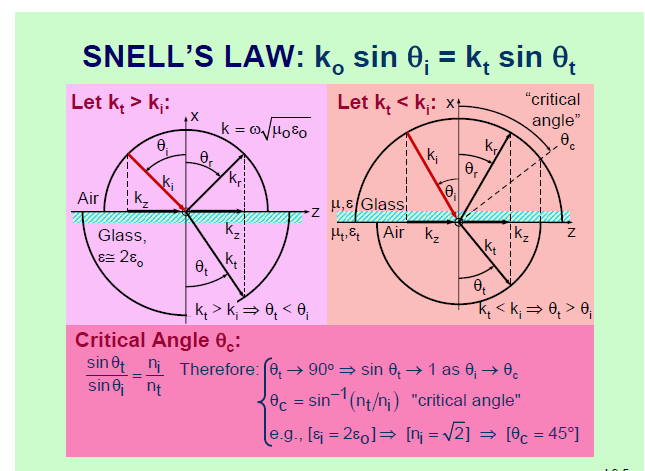 SNELL'S LAW: kₒ sin θᵢ = kₜ sin θₜ
Let kₜ > kᵢ:
x
k = ω√μₒεₒ
θᵢ
θᵣ
kᵢ
kᵣ
Air
k_z
z
Glass,
ε≅ 2εₒ
k_z
θₜ
kₜ
kₜ > kᵢ ⇒ θₜ < θᵢ
Let kₜ < kᵢ:
x
"critical
angle"
θ_c
kᵢ
kᵣ
θᵣ
θᵢ
μ,ε Glass
μₜ,εₜ Air
k_z
k_z
z
kₜ
θₜ
kₜ < kᵢ ⇒ θₜ > θᵢ
Critical Angle θ_c:
sin θₜ / sin θᵢ = nᵢ / nₜ
Therefore: θₜ → 90° ⇒ sin θₜ → 1 as θᵢ → θ_c
θ_c = sin⁻¹(nₜ/nᵢ) "critical angle"
e.g., [εᵢ = 2εₒ] ⇒ [nᵢ = √2] ⇒ [θ_c = 45°]